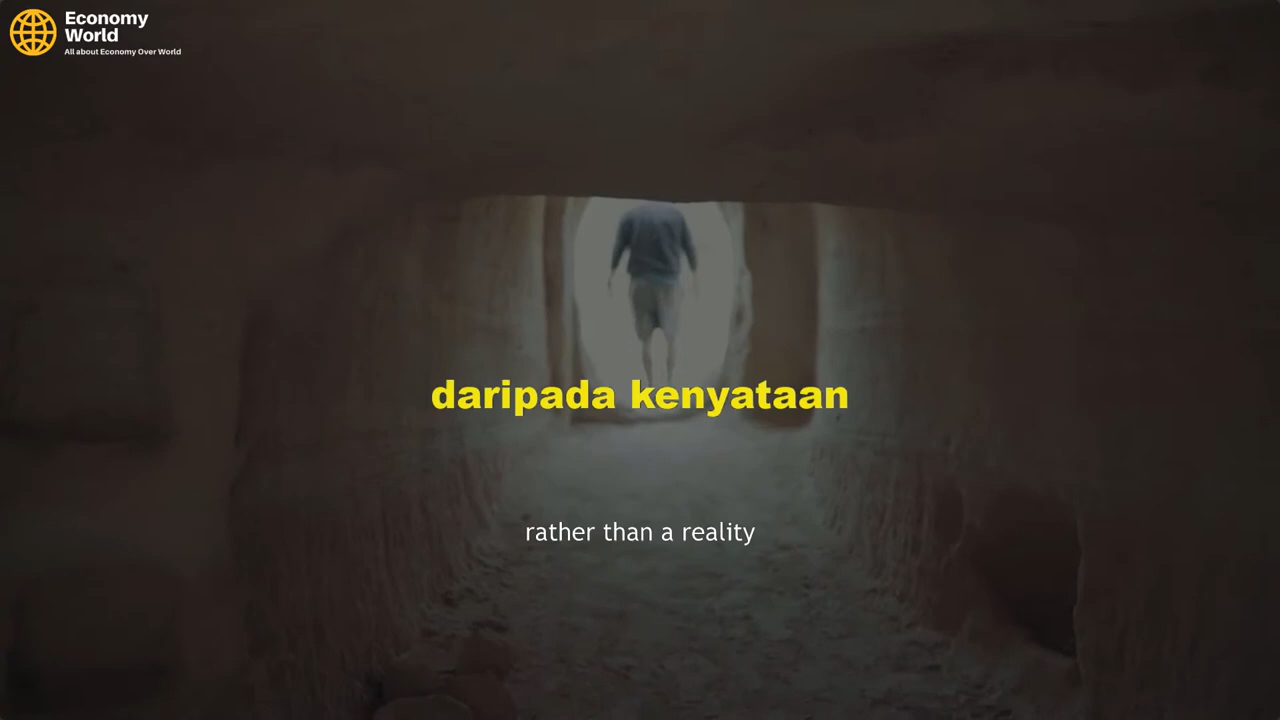 Economy
World
All about Economy Over World
daripada kenyataan
rather than a reality